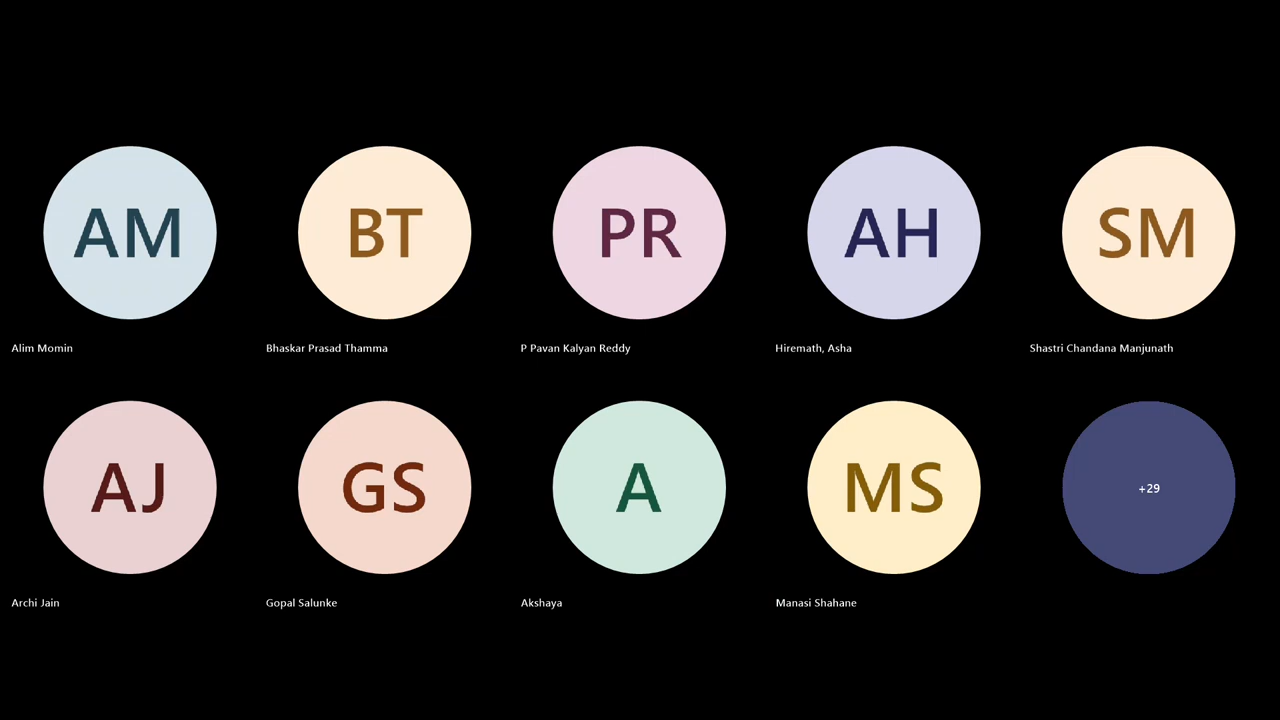 AM
BT
PR
AH
SM
Alim Momin
Bhaskar Prasad Thamma
P Pavan Kalyan Reddy
Hiremath, Asha
Shastri Chandana Manjunath
AJ
GS
A
MS
+29
Archi Jain
Gopal Salunke
Akshaya
Manasi Shahane